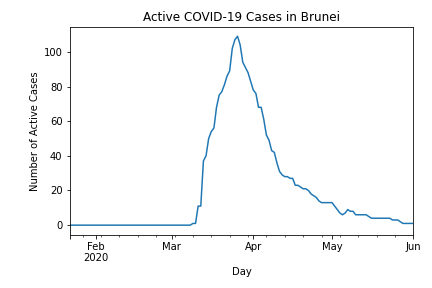 Active COVID-19 Cases in Brunei
Number of Active Cases
100
80
60
40
20
0
Feb Mar Apr May Jun
2020
Day